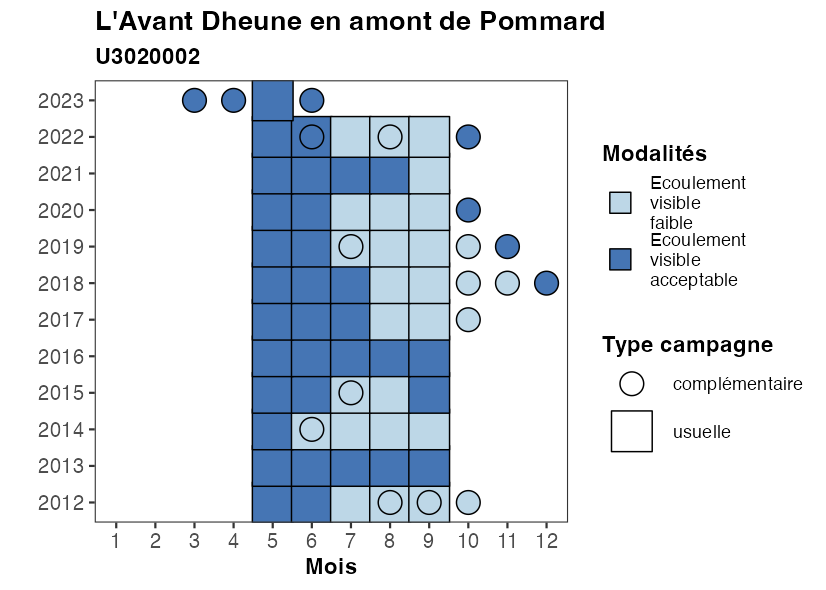 L'Avant Dheune en amont de Pommard
U3020002
2023
2022
2021
2020
2019
2018
2017
2016
2015
2014
2013
2012
1 2 3 4 5 6 7 8 9 10 11 12
Mois
Modalités
Ecoulement
visible
faible
Ecoulement
visible
acceptable
Type campagne
complémentaire
usuelle